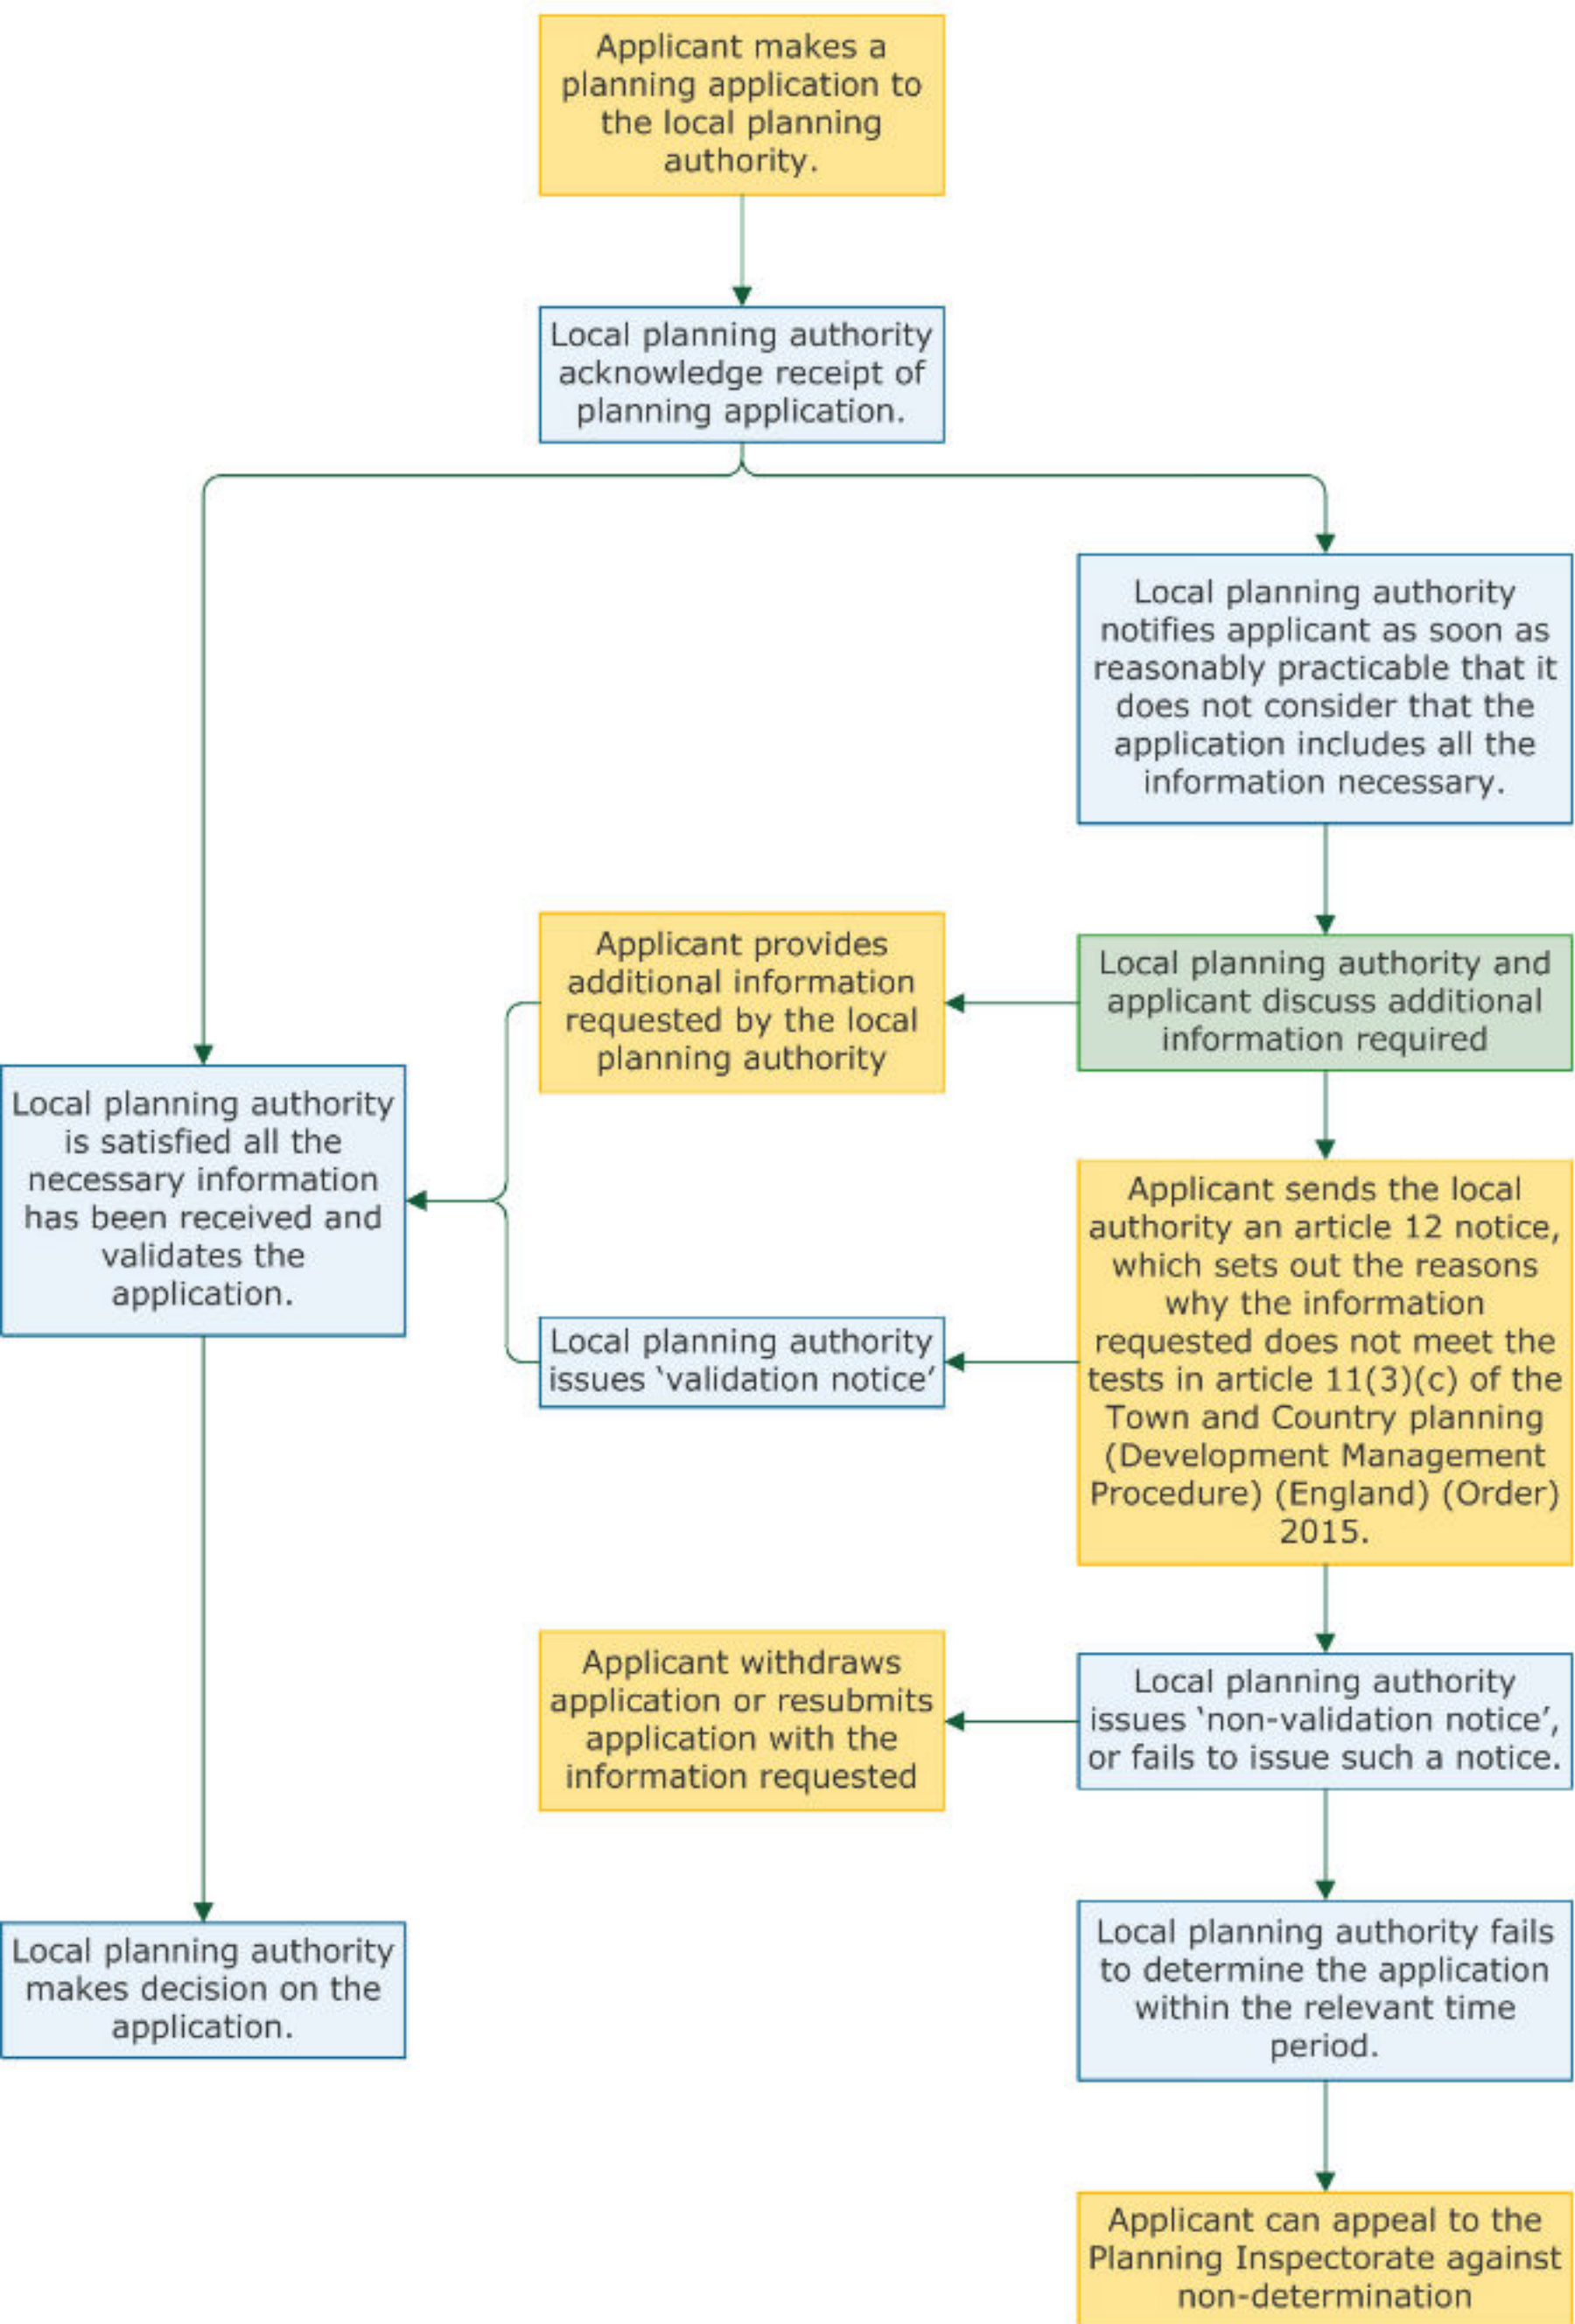 Applicant makes a
planning application to
the local planning
authority.
Local planning authority
acknowledge receipt of
planning application.
Local planning authority
notifies applicant as soon as
reasonably practicable that it
does not consider that the
application includes all the
information necessary.
Applicant provides
additional information
requested by the local
planning authority
Local planning authority and
applicant discuss additional
information required
Local planning authority
is satisfied all the
necessary information
has been received and
validates the
application.
Applicant sends the local
authority an article 12 notice,
which sets out the reasons
why the information
requested does not meet the
tests in article 11(3)(c) of the
Town and Country planning
(Development Management
Procedure) (England) (Order)
2015.
Local planning authority
issues ‘validation notice’
Applicant withdraws
application or resubmits
application with the
information requested
Local planning authority
issues ‘non-validation notice’,
or fails to issue such a notice.
Local planning authority
makes decision on the
application.
Local planning authority fails
to determine the application
within the relevant time
period.
Applicant can appeal to the
Planning Inspectorate against
non-determination